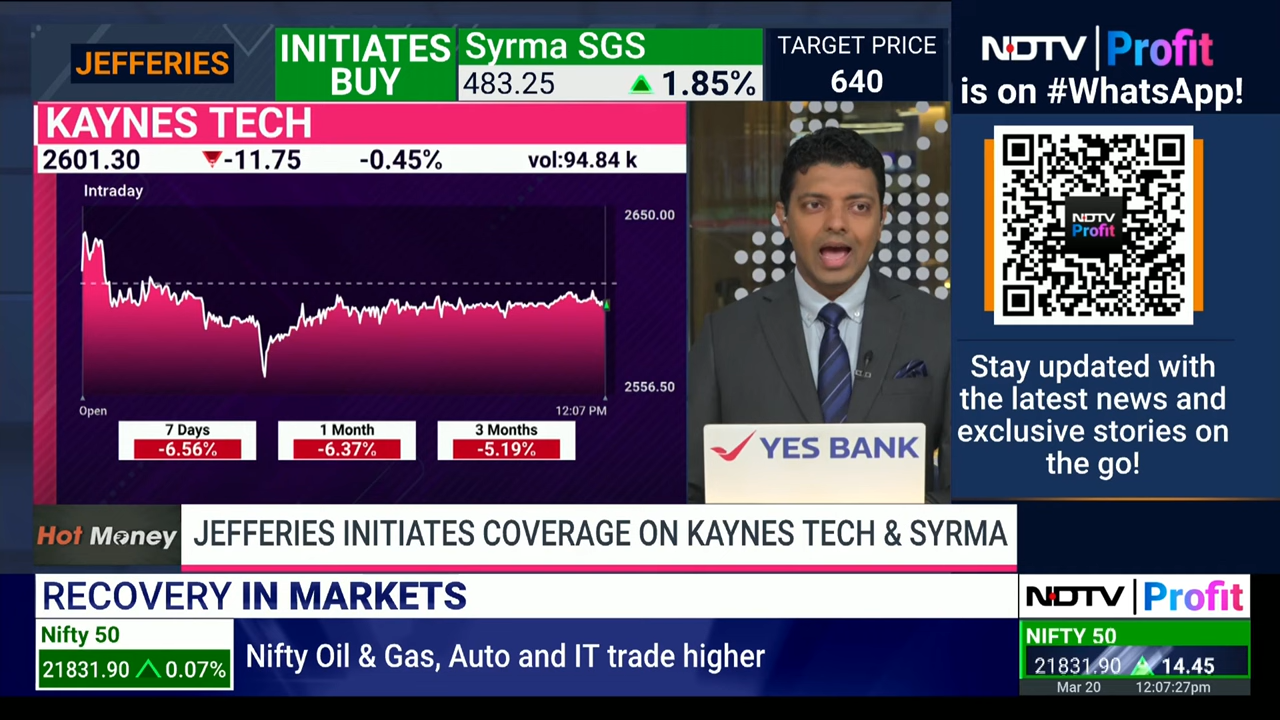 JEFFERIES
INITIATES
BUY
Syrma SGS
483.25 1.85%
TARGET PRICE
640
NDTV Profit
is on #WhatsApp!
KAYNES TECH
2601.30 -11.75 -0.45% vol:94.84 k
Intraday
2650.00
2556.50
Open 12:07 PM
7 Days
-6.56%
1 Month
-6.37%
3 Months
-5.19%
YES BANK
NDTV
Profit
Stay updated with
the latest news and
exclusive stories on
the go!
Hot Money
JEFFERIES INITIATES COVERAGE ON KAYNES TECH & SYRMA
RECOVERY IN MARKETS
NDTV Profit
Nifty 50
21831.90 0.07%
Nifty Oil & Gas, Auto and IT trade higher
NIFTY 50
21831.90 14.45
Mar 20 12:07:27pm